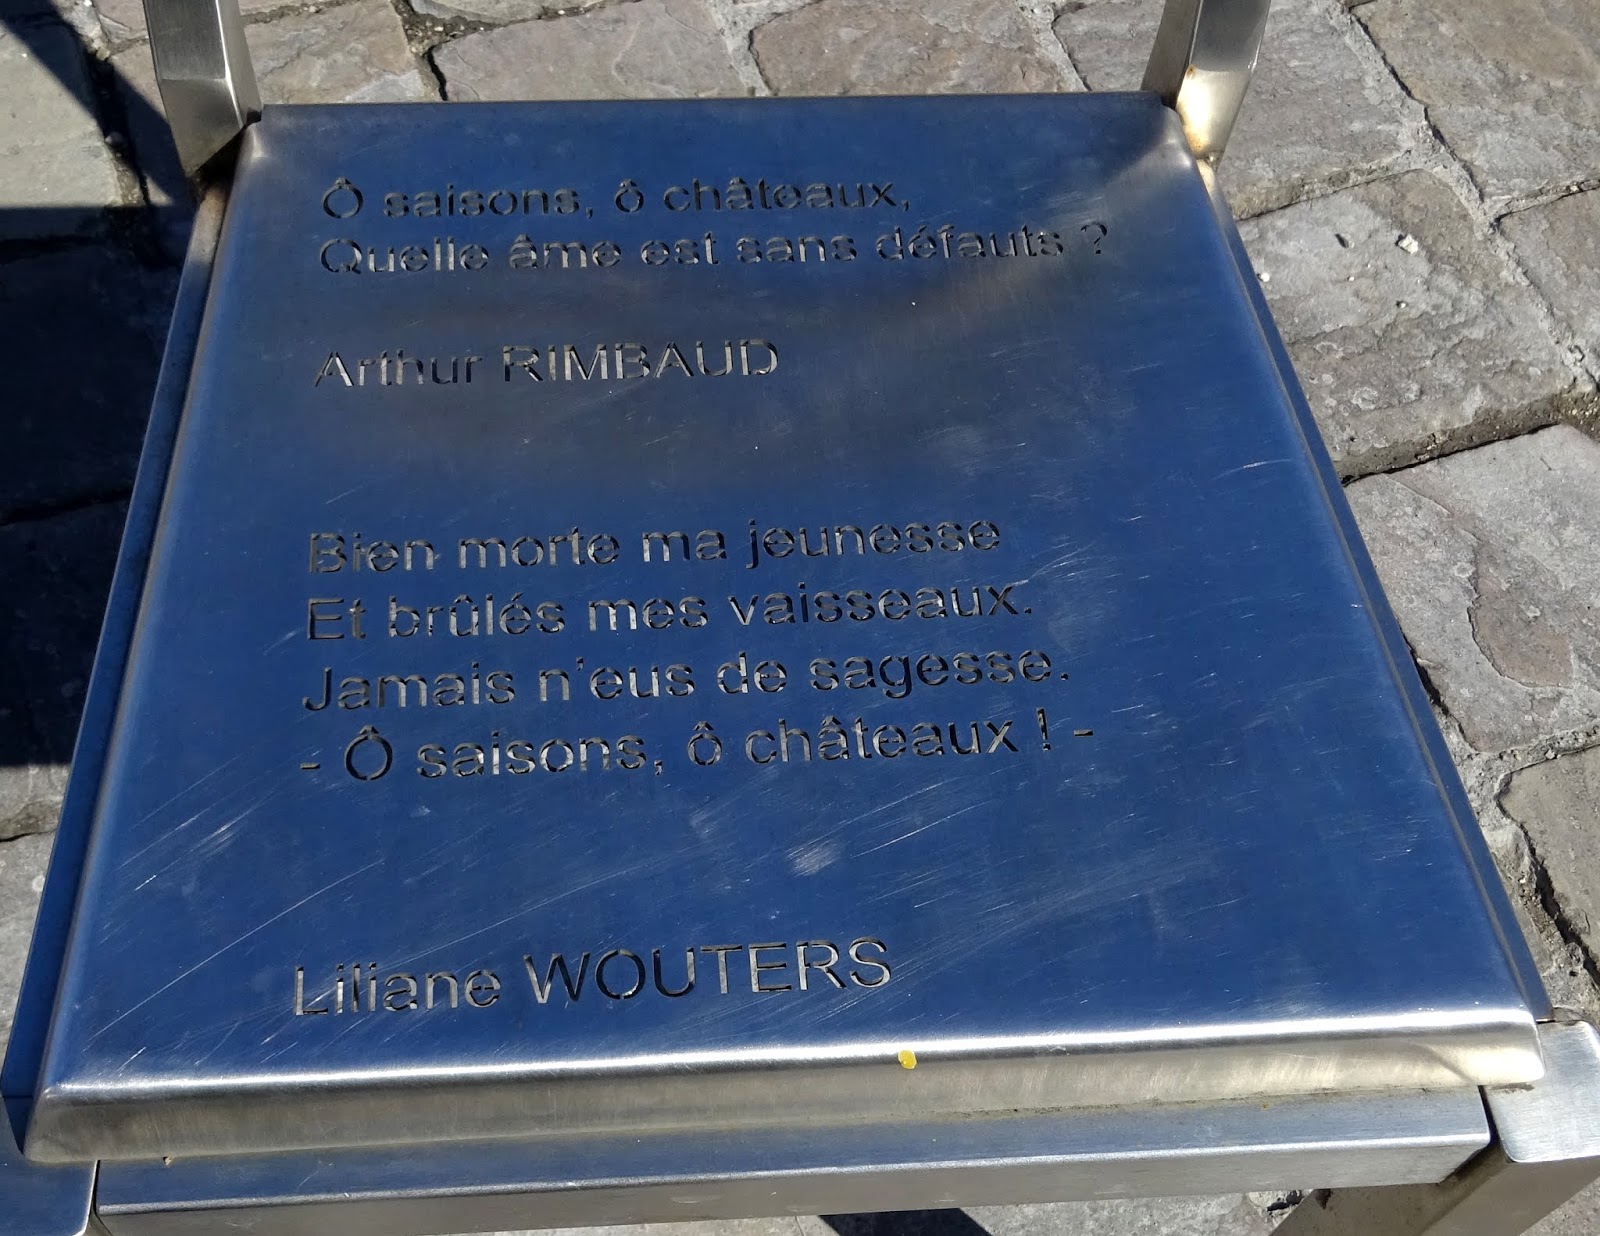 Ô saisons, ô châteaux,
Quelle âme est sans défauts ?
Arthur RIMBAUD
Bien morte ma jeunesse
Et brûlés mes vaisseaux.
Jamais n'eus de sagesse.
- Ô saisons, ô châteaux ! -
Liliane WOUTERS